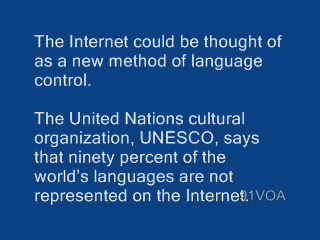 The Internet could be thought of
as a new method of language
control.
The United Nations cultural
organization, UNESCO, says
that ninety percent of the
world's languages are not
represented on the Internet.
91VOA